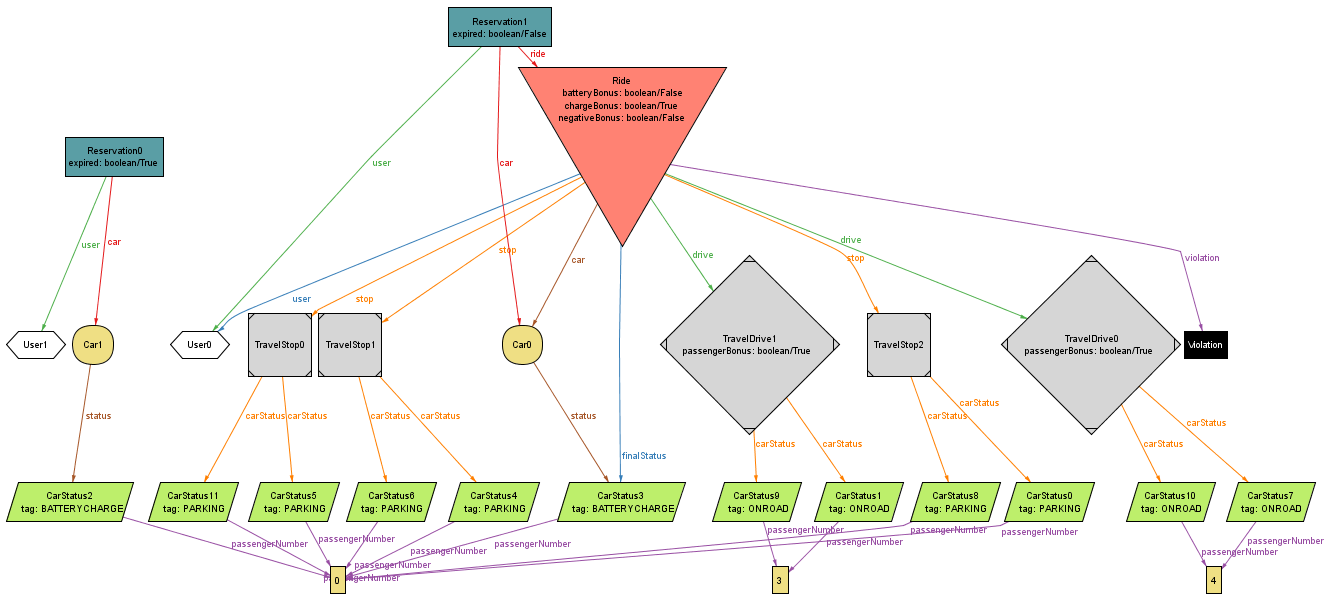 Reservation1
expired: boolean/False
ride
Ride
batteryBonus: boolean/False
chargeBonus: boolean/True
negativeBonus: boolean/False
Reservation0
expired: boolean/True
user
car
user
car
stop
car
drive
drive
stop
violation
user
stop
User1
Car1
User0
TravelStop0
TravelStop1
Car0
TravelDrive1
passengerBonus: boolean/True
TravelStop2
TravelDrive0
passengerBonus: boolean/True
Violation
status
carStatus
carStatus
carStatus
carStatus
status
finalStatus
carStatus
carStatus
carStatus
carStatus
carStatus
carStatus
CarStatus2
tag: BATTERYCHARGE
CarStatus11
tag: PARKING
CarStatus5
tag: PARKING
CarStatus6
tag: PARKING
CarStatus4
tag: PARKING
CarStatus3
tag: BATTERYCHARGE
CarStatus9
tag: ONROAD
CarStatus1
tag: ONROAD
CarStatus8
tag: PARKING
CarStatus0
tag: PARKING
CarStatus10
tag: ONROAD
CarStatus7
tag: ONROAD
passengerNumber
passengerNumber
passengerNumber
passengerNumber
passengerNumber
passengerNumber
passengerNumber
passengerNumber
passengerNumber
passengerNumber
passengerNumber
passengerNumber
0
3
4